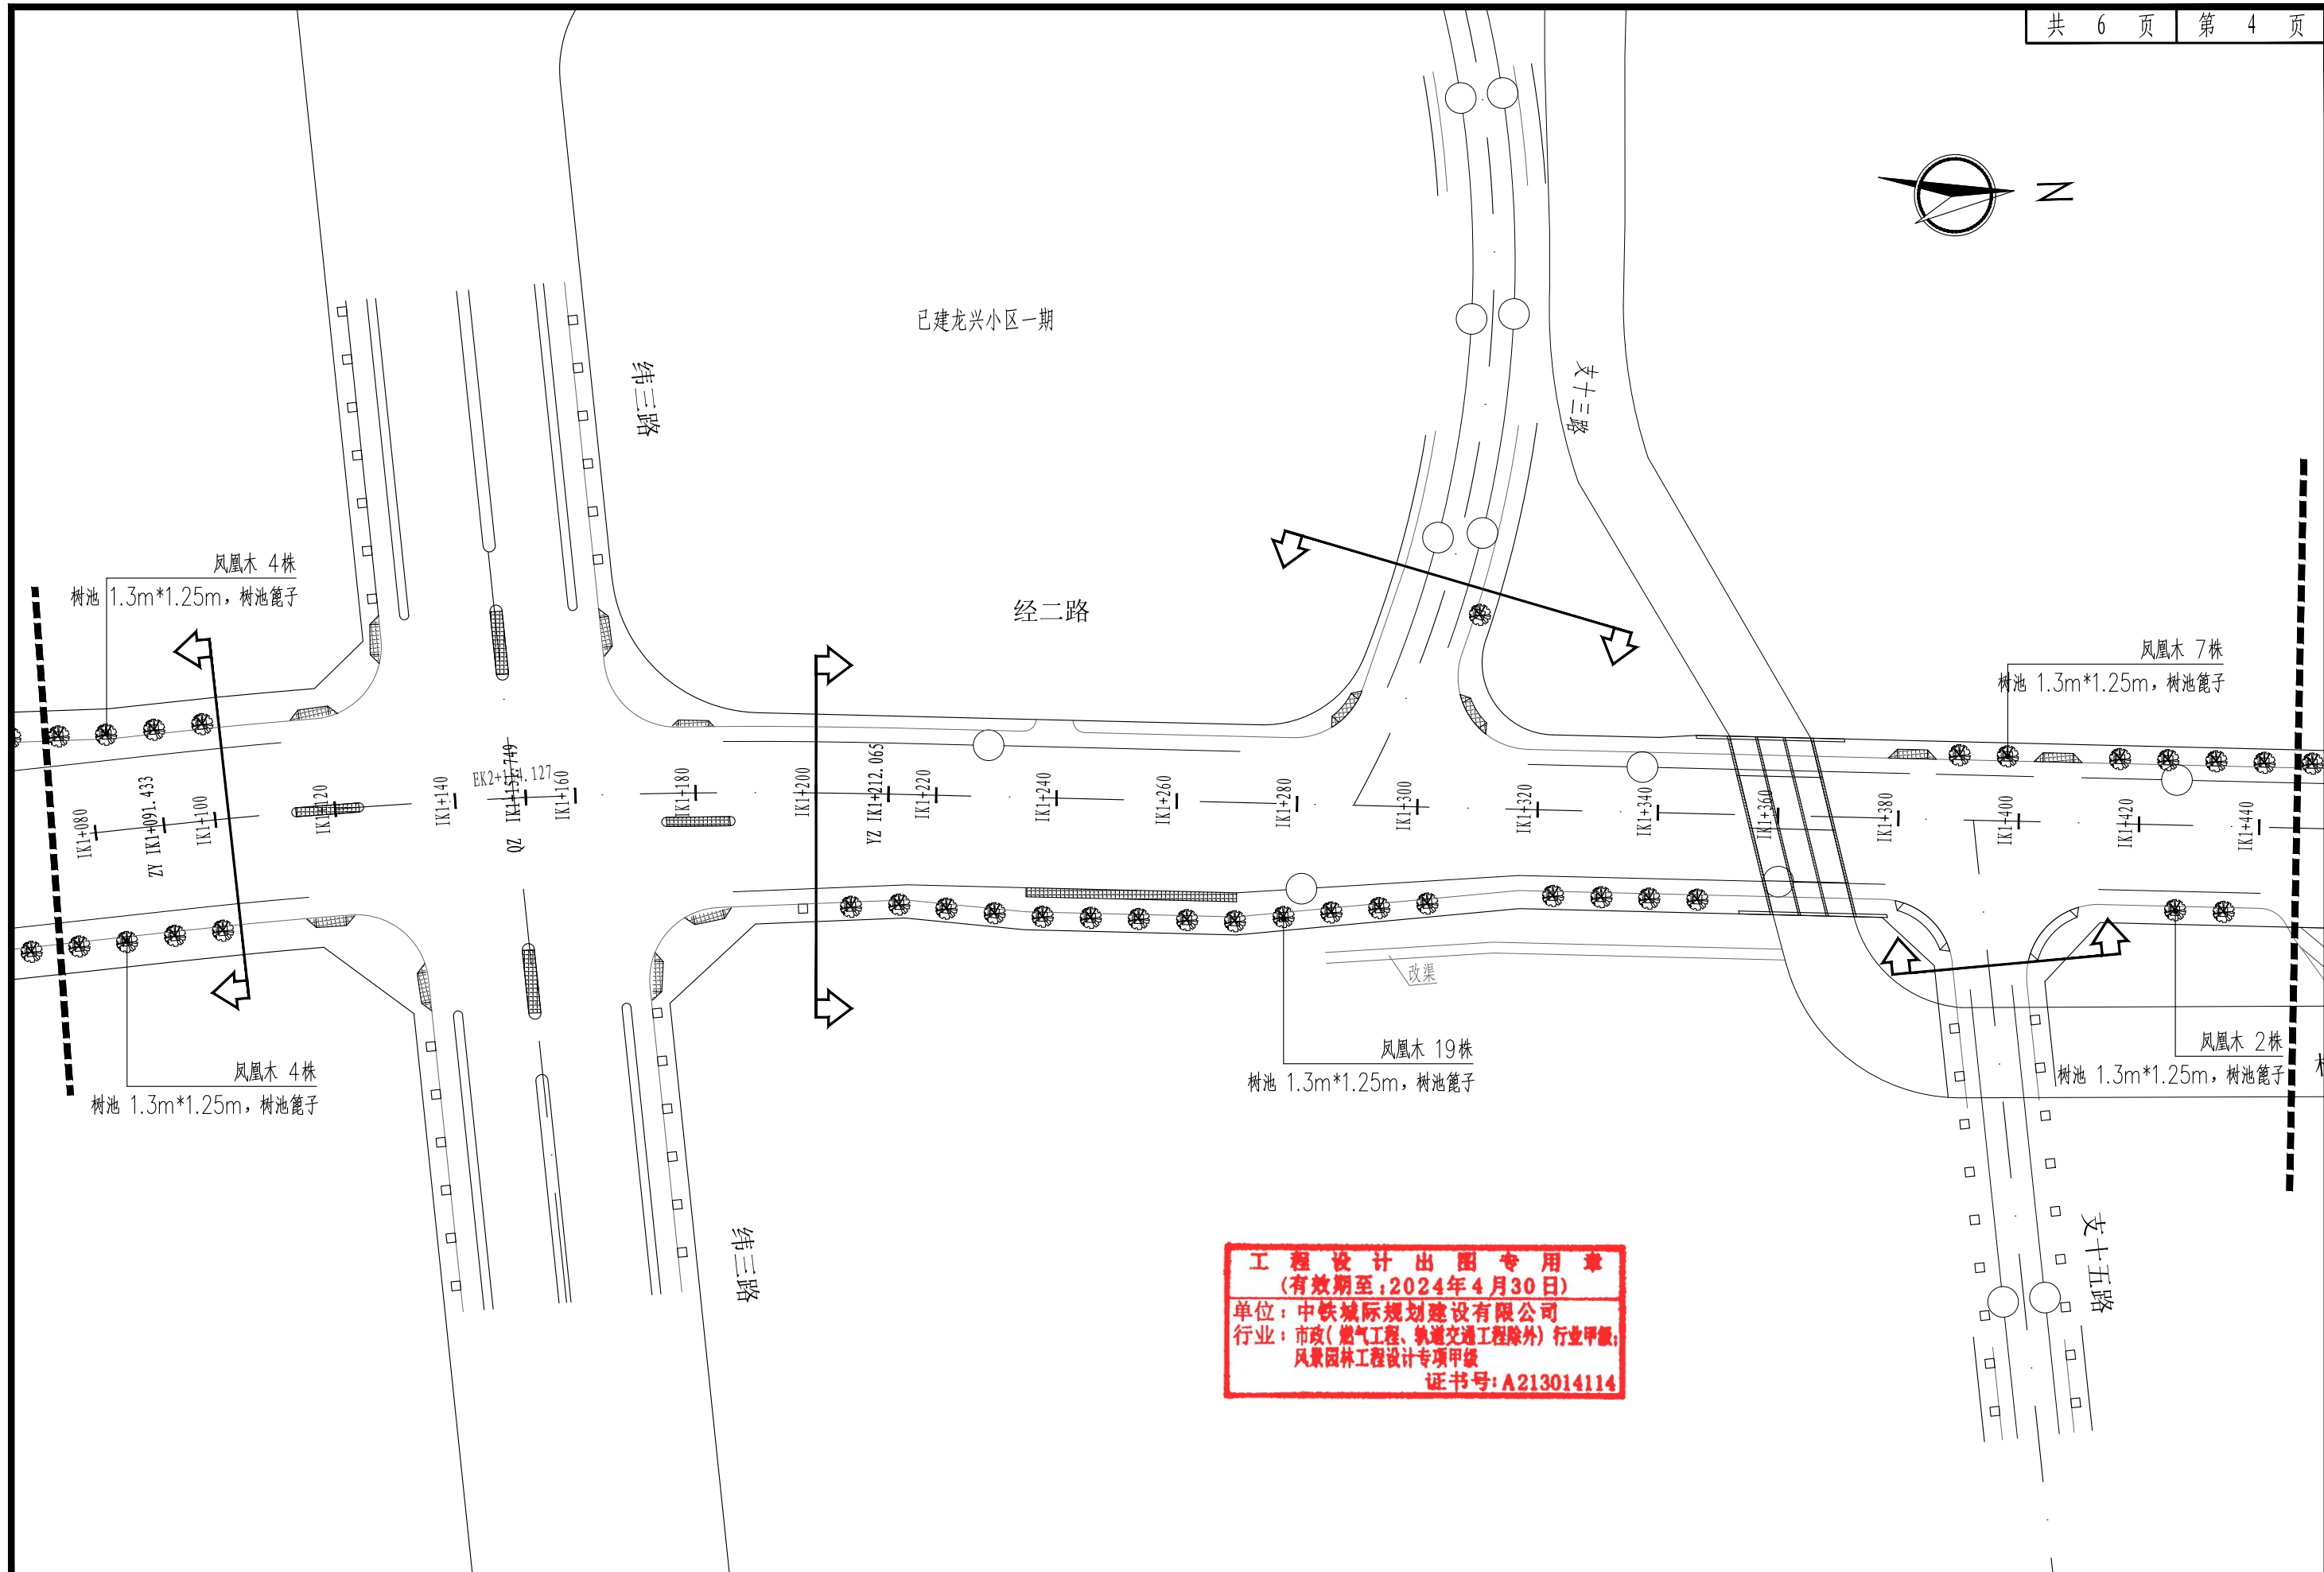 共 6 页 第 4 页
N
已建龙兴小区一期
纬三路
支十三路
凤凰木 4株
树池 1.3m*1.25m，树池篦子
经二路
凤凰木 7株
树池 1.3m*1.25m，树池篦子
IK1+080
ZY IK1+091.433
IK1+100
IK1+120
IK1+140
EK2+154.127
IK1+160
IK1+180
IK1+200
YZ IK1+212.065
IK1+220
IK1+240
IK1+260
IK1+280
IK1+300
IK1+320
IK1+340
IK1+360
IK1+380
IK1+400
IK1+420
IK1+440
改渠
凤凰木 4株
树池 1.3m*1.25m，树池篦子
凤凰木 19株
树池 1.3m*1.25m，树池篦子
凤凰木 2株
树池 1.3m*1.25m，树池篦子
纬三路
支十五路
工程设计出图专用章
(有效期至:2024年4月30日)
单位：中铁城际规划建设有限公司
行业：市政(燃气工程、轨道交通工程除外)行业甲级;
风景园林工程设计专项甲级
证书号:A213014114